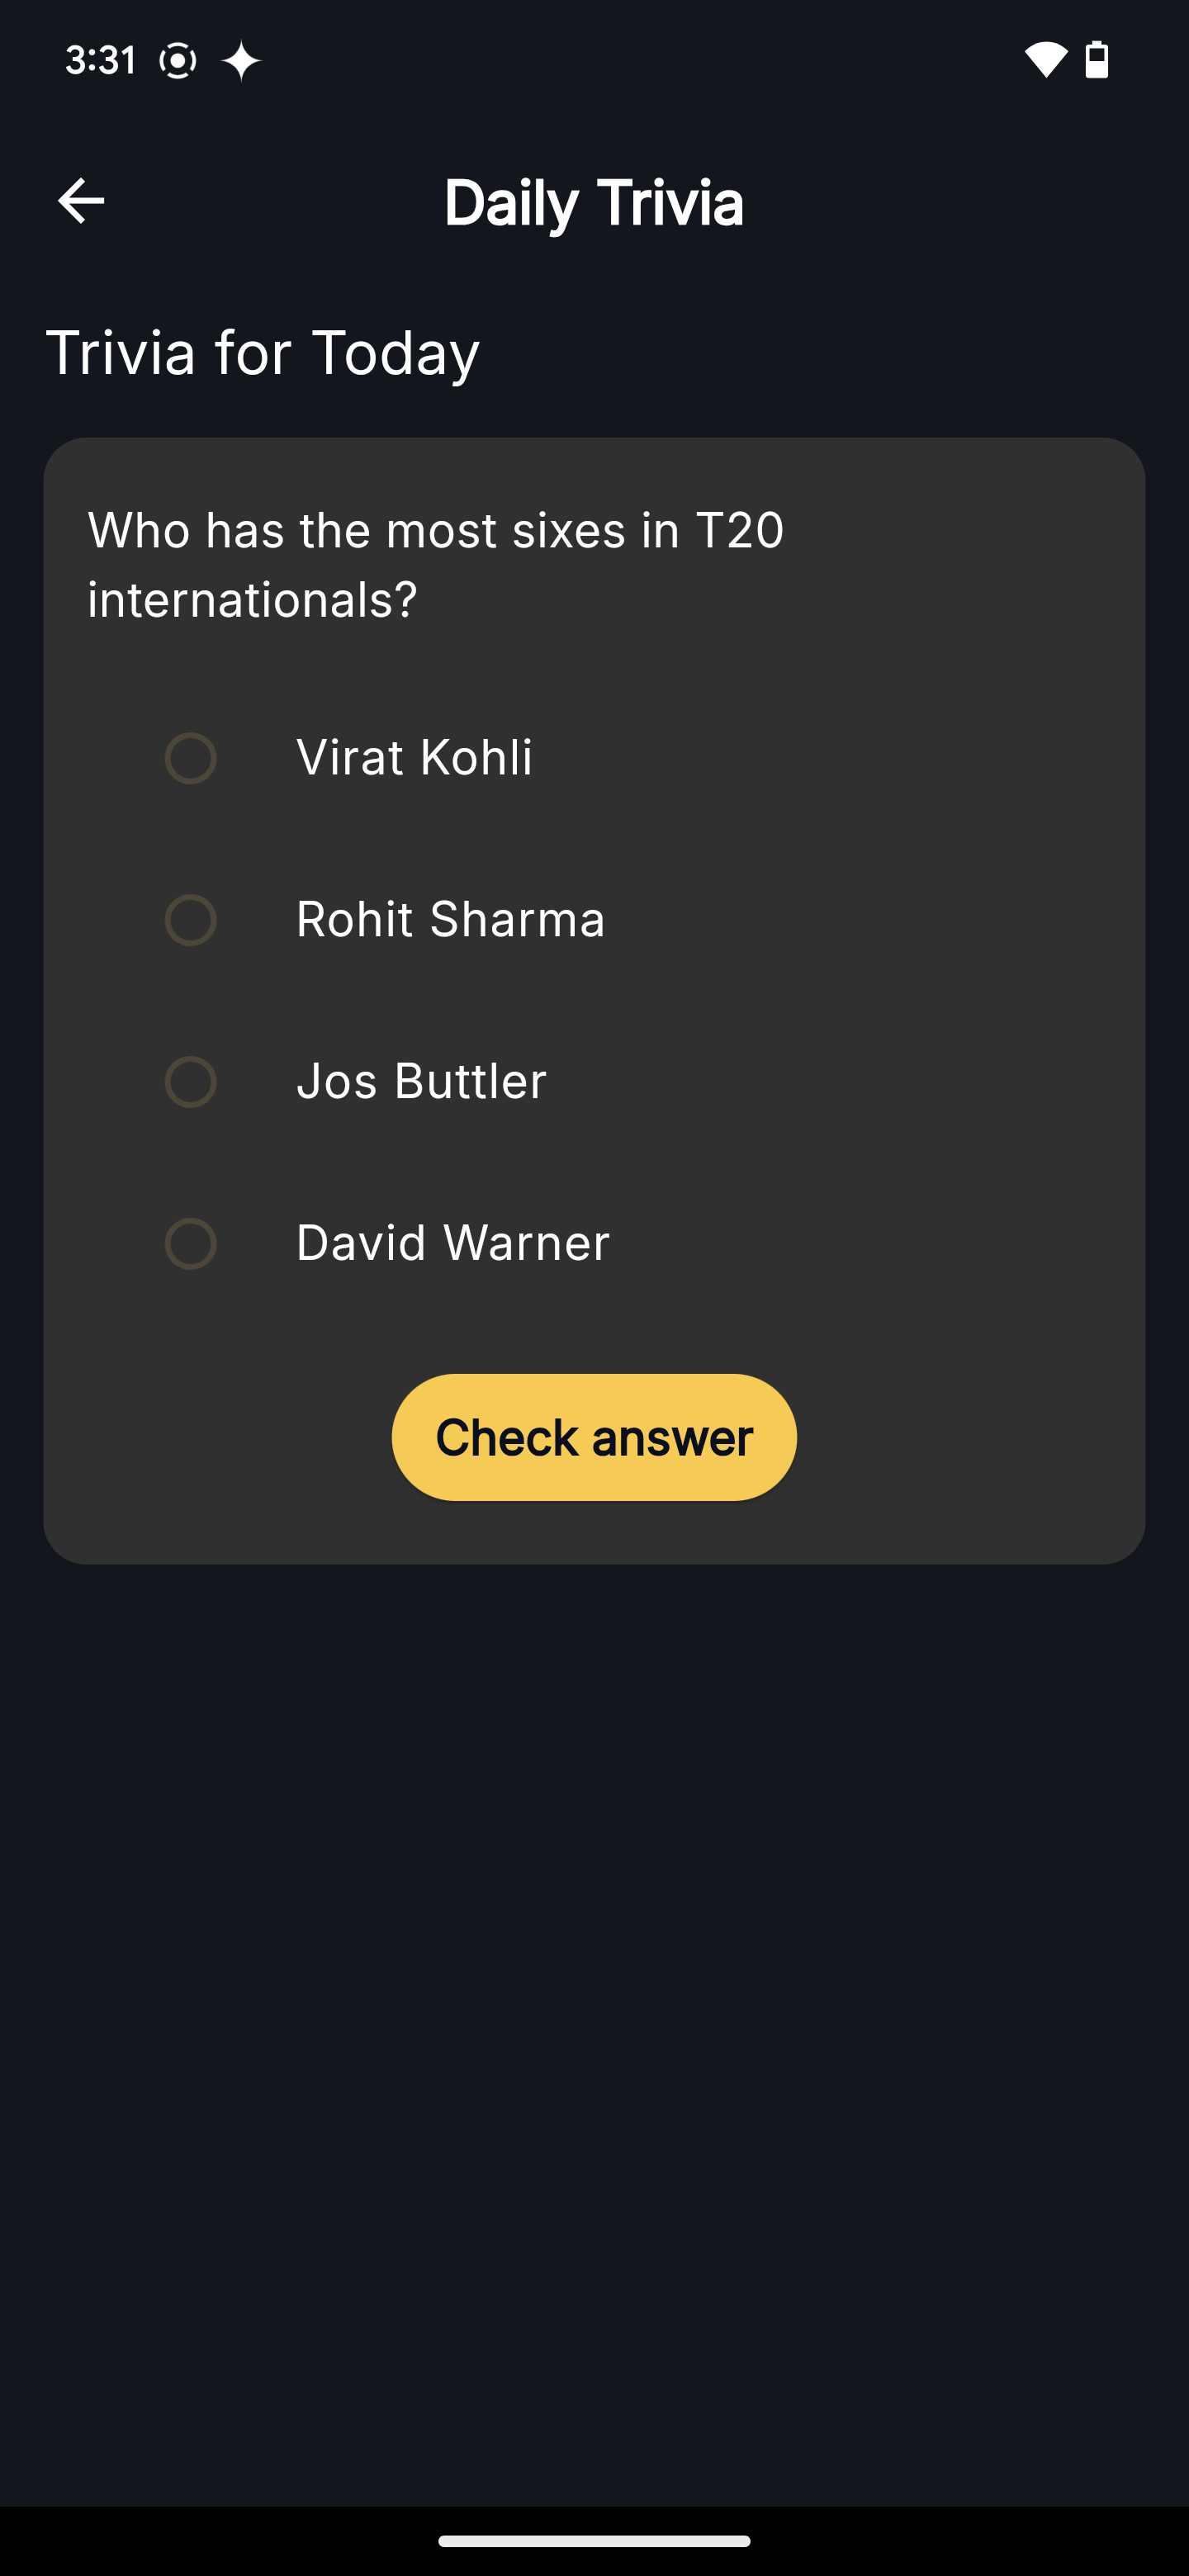 3:31
Daily Trivia
Trivia for Today
Who has the most sixes in T20
internationals?
Virat Kohli
Rohit Sharma
Jos Buttler
David Warner
Check answer